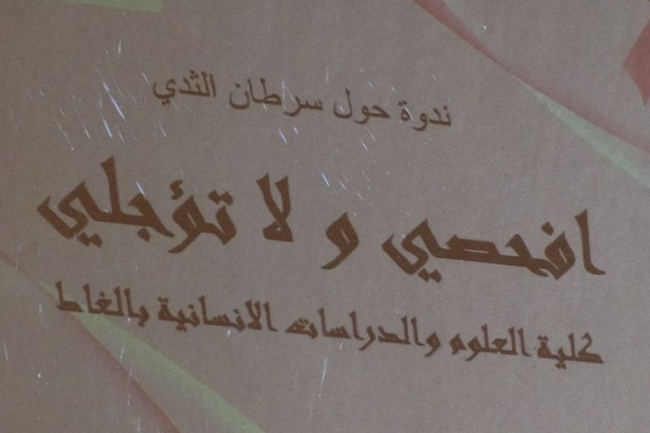 ندوة حول سرطان الثدي
افحصي و لا تؤجلي
كلية العلوم والدراسات الانسانية بالغاط